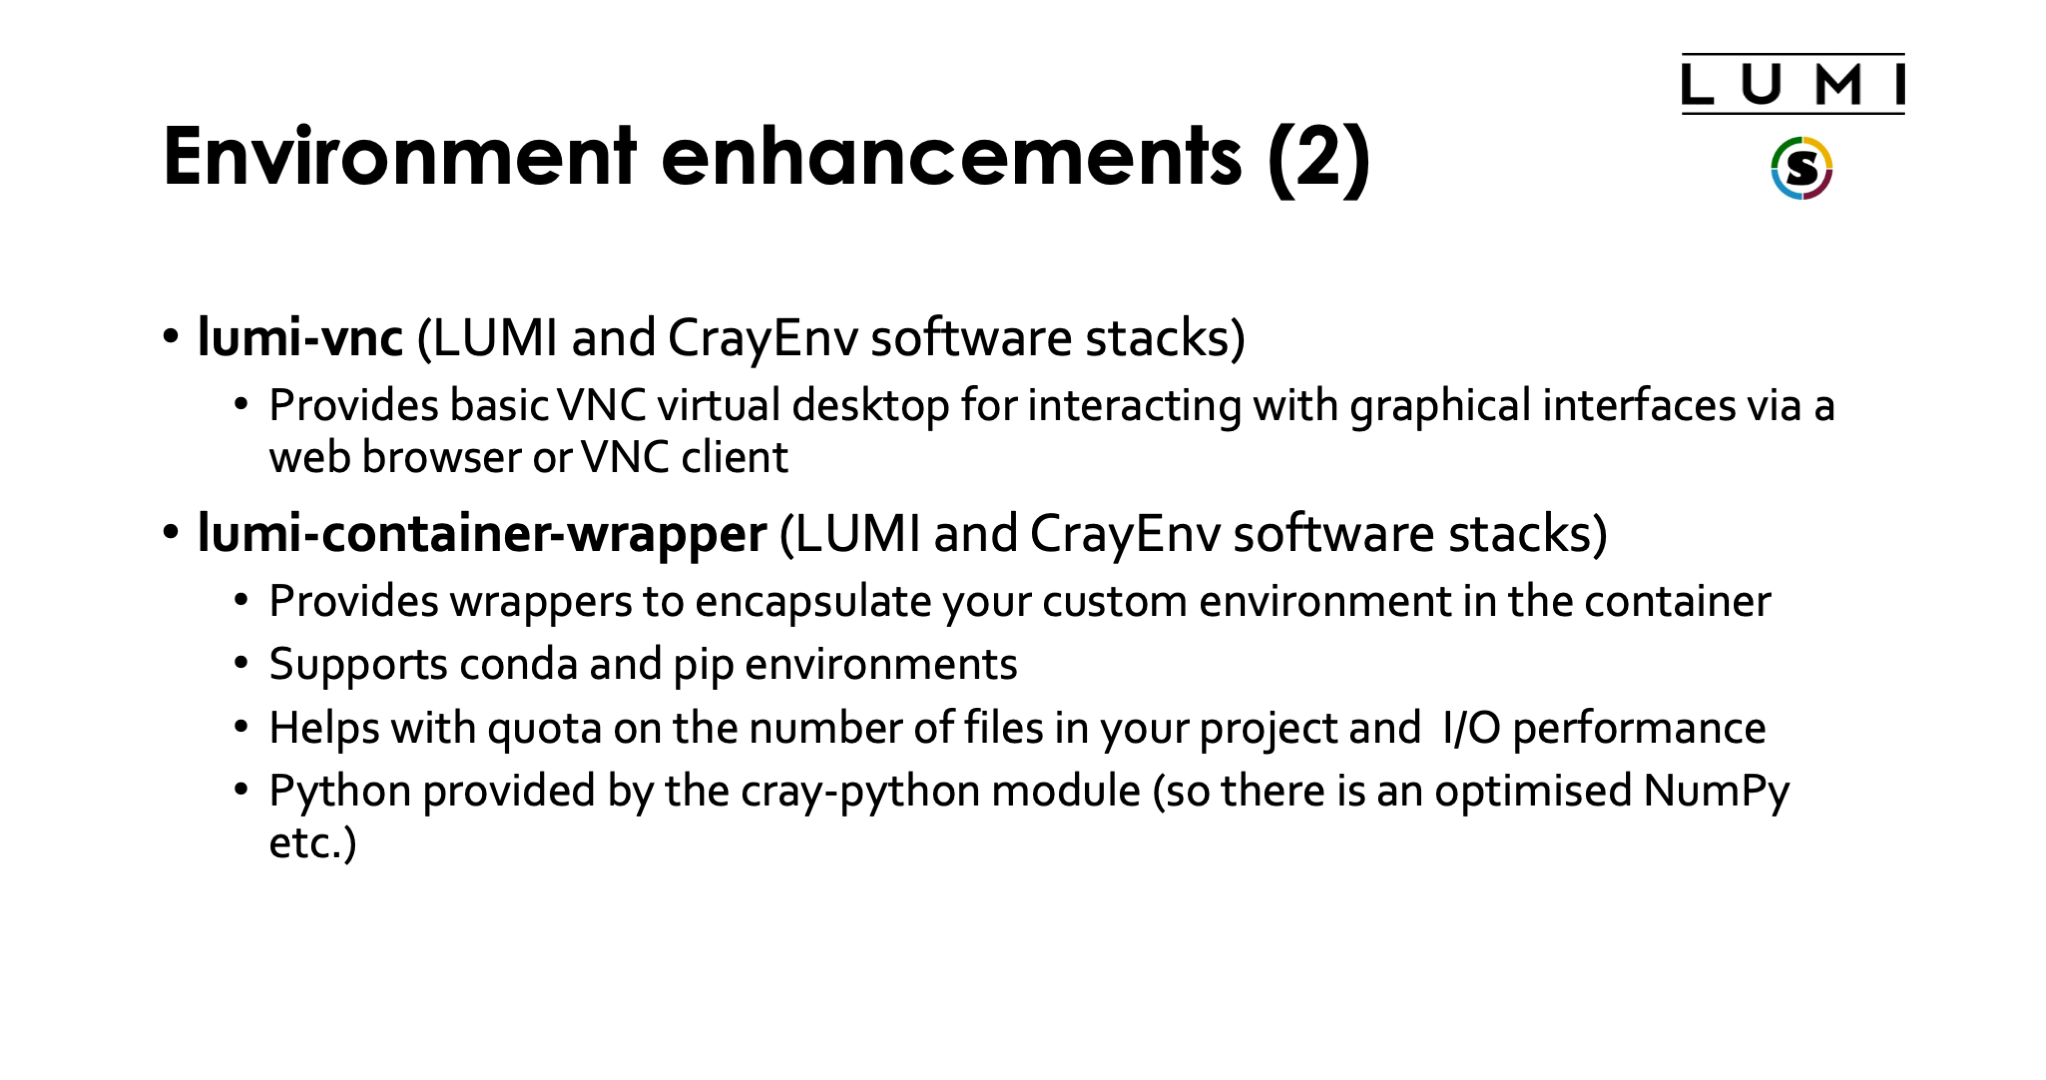 LUMI
S
Environment enhancements (2)
• lumi-vnc (LUMI and CrayEnv software stacks)
• Provides basic VNC virtual desktop for interacting with graphical interfaces via a
web browser or VNC client
• lumi-container-wrapper (LUMI and CrayEnv software stacks)
• Provides wrappers to encapsulate your custom environment in the container
• Supports conda and pip environments
• Helps with quota on the number of files in your project and  I/O performance
• Python provided by the cray-python module (so there is an optimised NumPy
etc.)